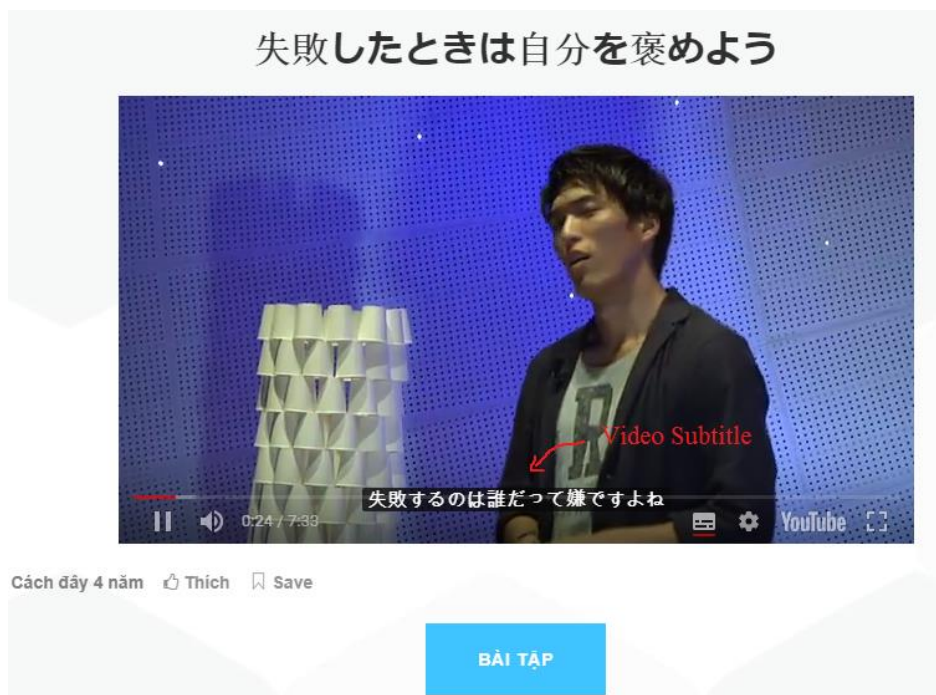 失敗したときは自分を褒めよう
R
Video Subtitle
失敗するのは誰だって嫌ですよね
0:24 / 7:33
YouTube
Cách đây 4 năm Thích Save
BÀI TẬP